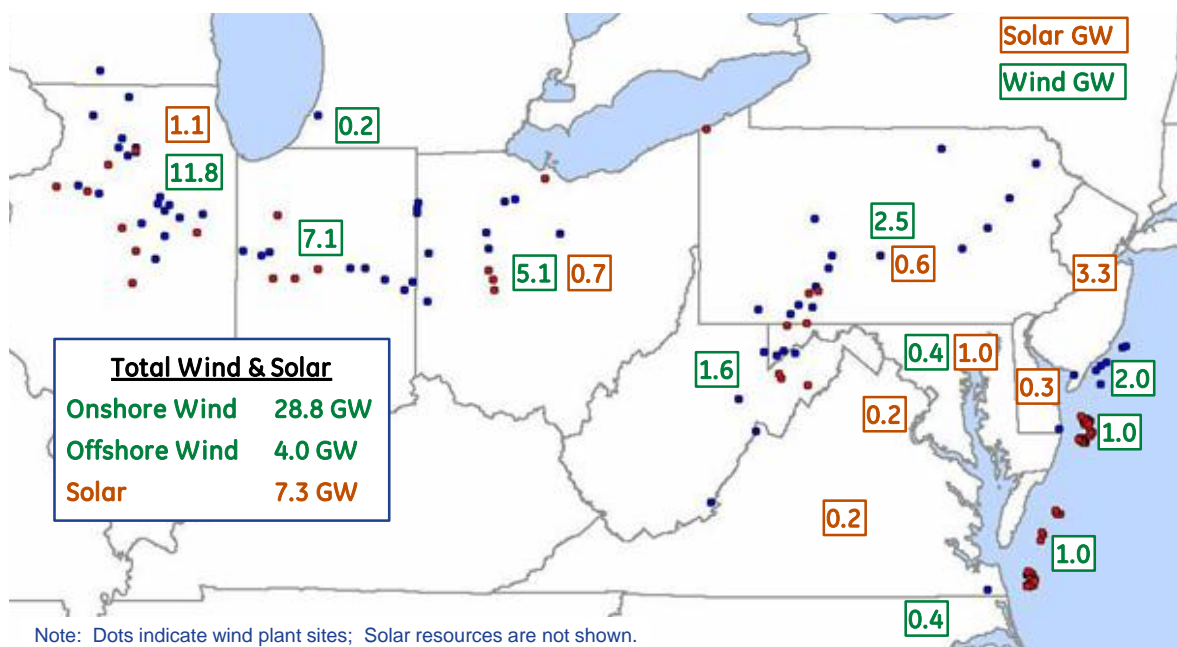 Solar GW
Wind GW
1.1
0.2
11.8
7.1
5.1
0.7
2.5
0.6
3.3
1.6
0.4
1.0
0.3
2.0
0.2
1.0
0.2
1.0
0.4
Total Wind & Solar
Onshore Wind 28.8 GW
Offshore Wind 4.0 GW
Solar 7.3 GW
Note: Dots indicate wind plant sites; Solar resources are not shown.